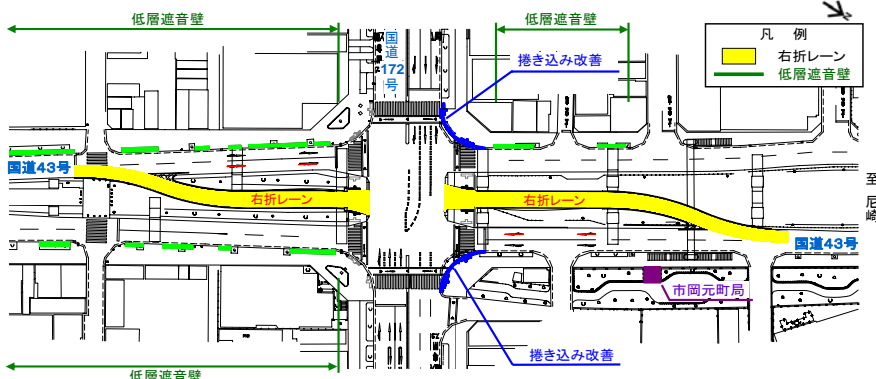 低層遮音壁
低層遮音壁
国道
172
号
捲き込み改善
凡 例
右折レーン
低層遮音壁
国道43号
右折レーン
右折レーン
国道43号
至 尼崎
市岡元町局
捲き込み改善
低層遮音壁